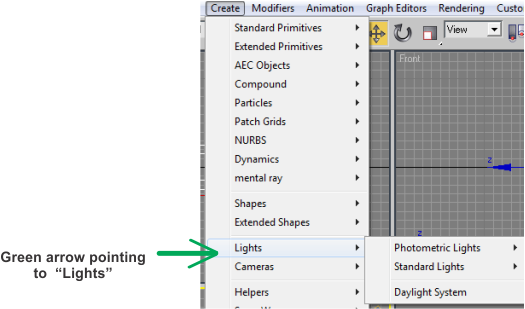 Create Modifiers Animation Graph Editors Rendering Custo
Standard Primitives
Extended Primitives
AEC Objects
Compound
Particles
Patch Grids
NURBS
Dynamics
mental ray
Shapes
Extended Shapes
Lights
Cameras
Helpers
View
Front
z
z
Photometric Lights
Standard Lights
Daylight System
Green arrow pointing
to “Lights”